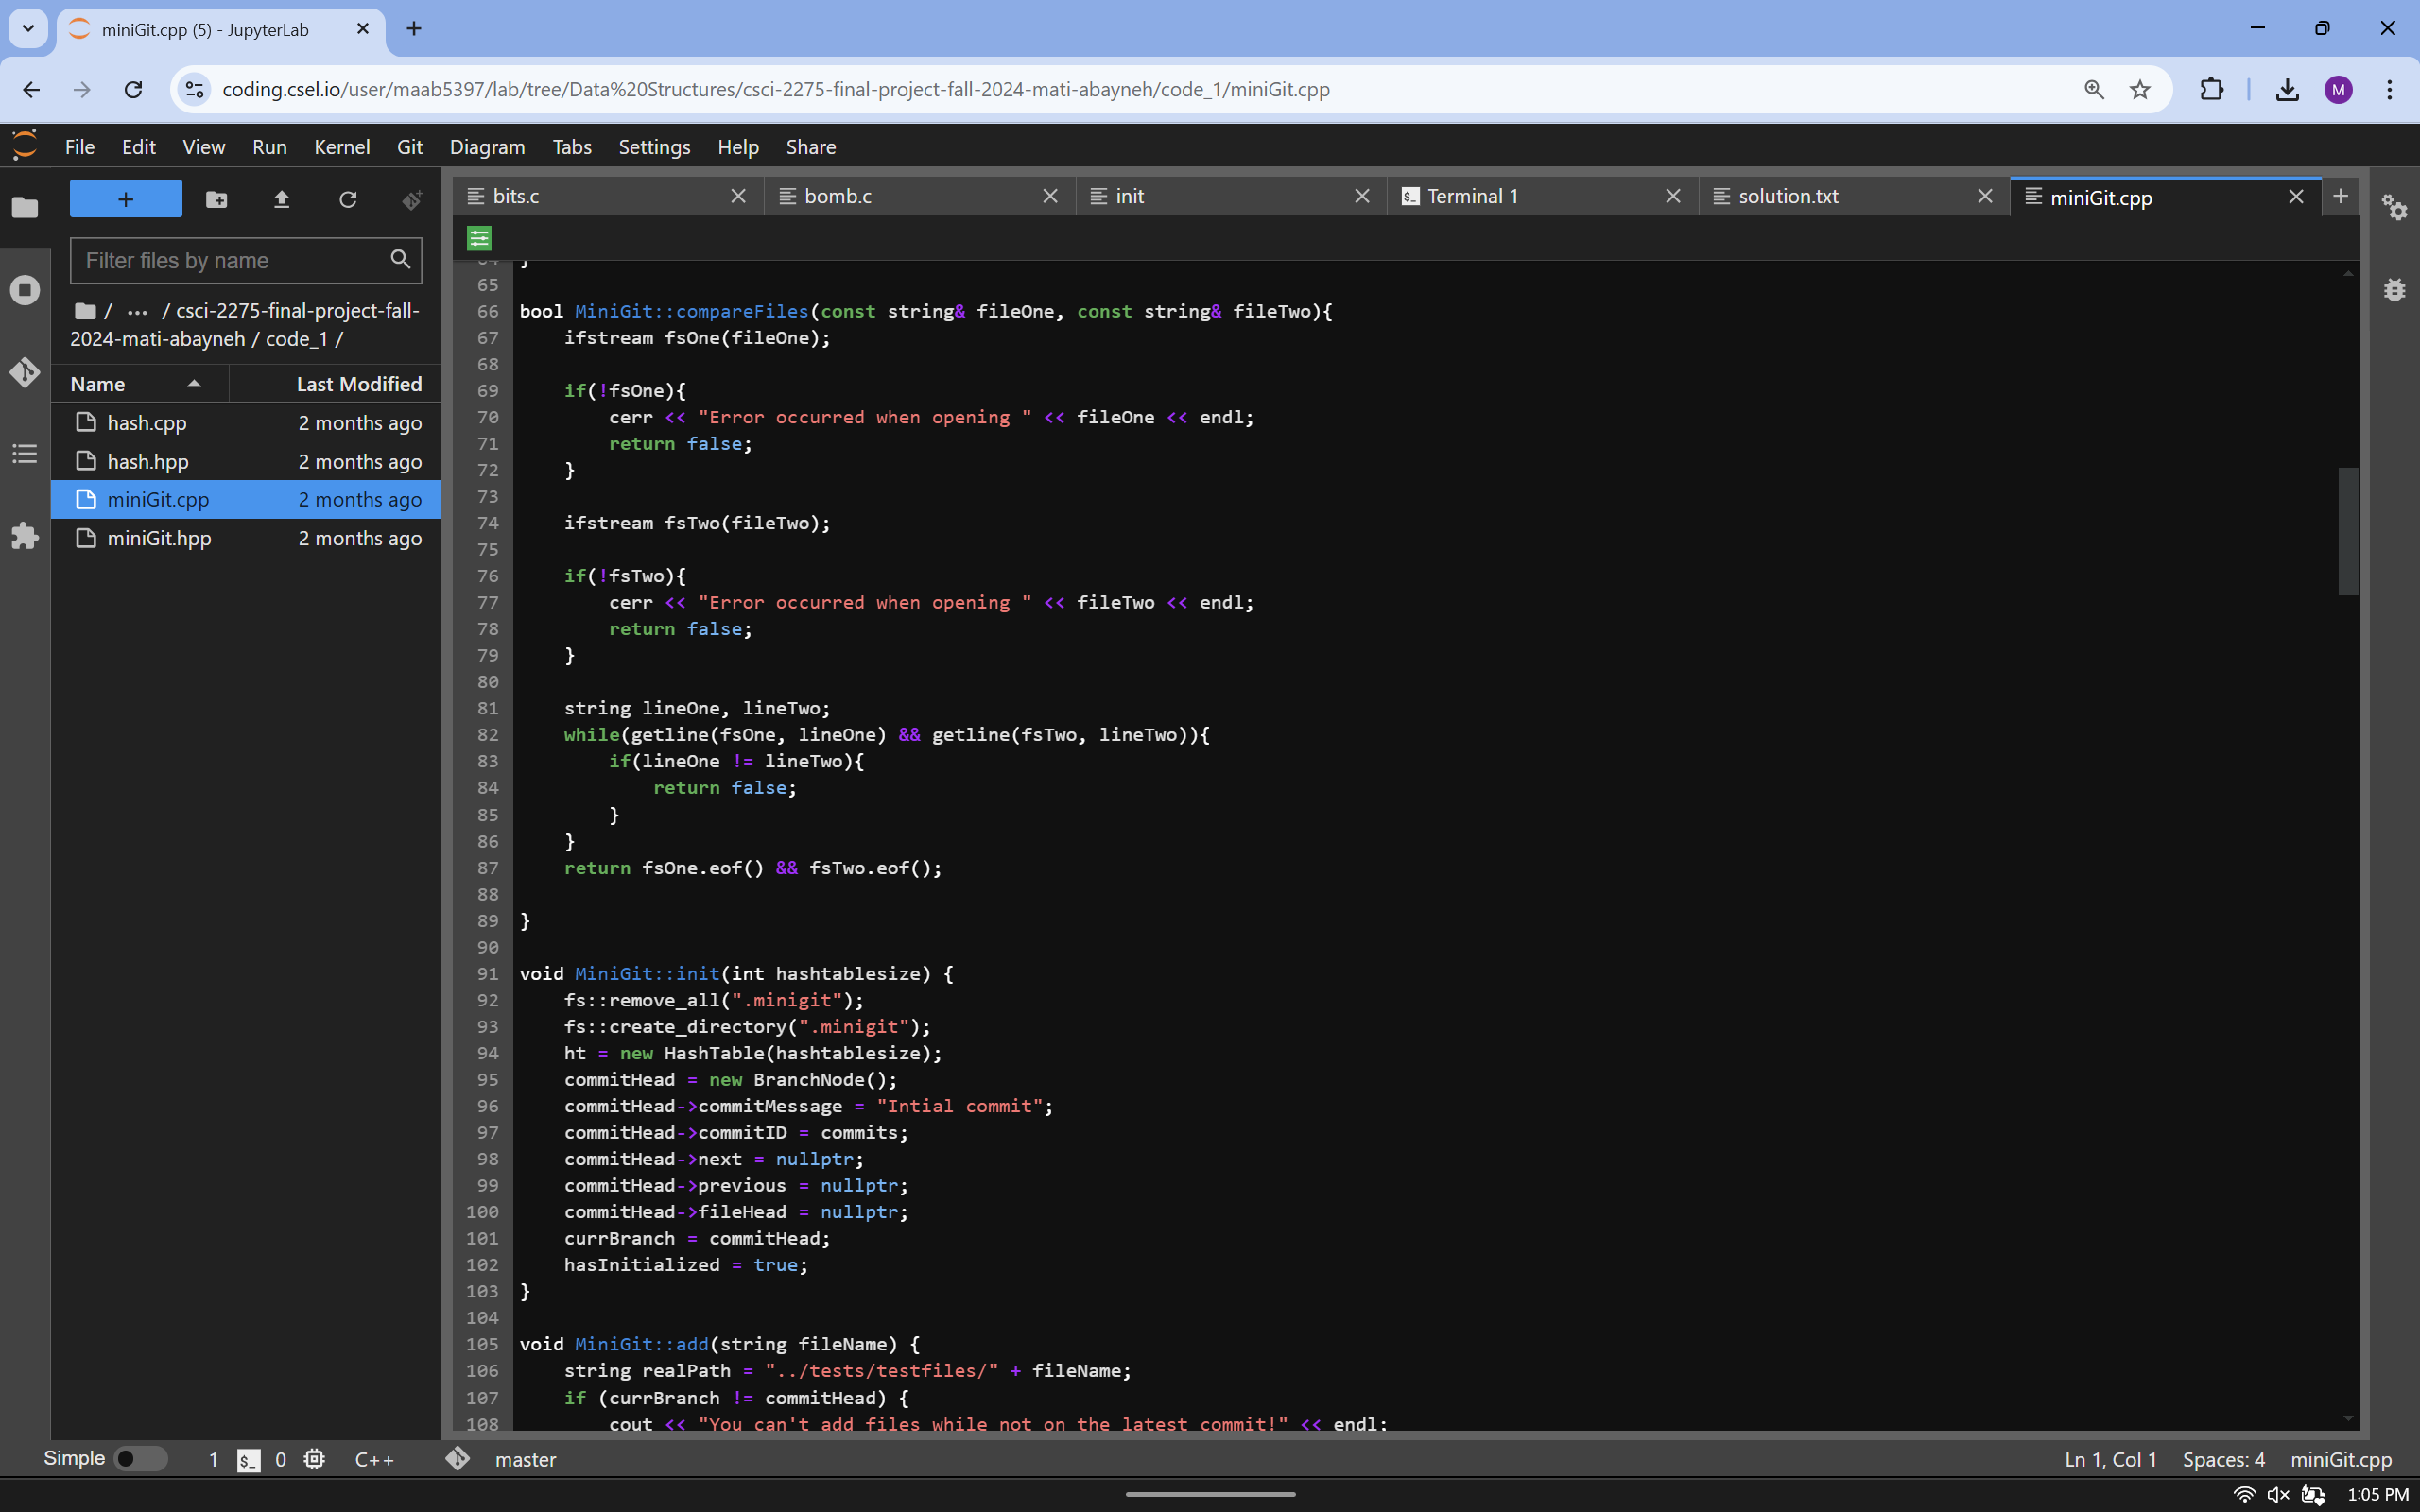 miniGit.cpp (5) - JupyterLab
coding.csel.io/user/maab5397/lab/tree/Data%20Structures/csci-2275-final-project-fall-2024-mati-abayneh/code_1/miniGit.cpp
M
File Edit View Run Kernel Git Diagram Tabs Settings Help Share
+
Filter files by name
/ ... / csci-2275-final-project-fall-
2024-mati-abayneh / code_1 /
Name Last Modified
hash.cpp 2 months ago
hash.hpp 2 months ago
miniGit.cpp 2 months ago
miniGit.hpp 2 months ago
bits.c bomb.c init Terminal 1 solution.txt miniGit.cpp
64 }
65
66 bool MiniGit::compareFiles(const string& fileOne, const string& fileTwo){
67     ifstream fsOne(fileOne);
68
69     if(!fsOne){
70         cerr << "Error occurred when opening " << fileOne << endl;
71         return false;
72     }
73
74     ifstream fsTwo(fileTwo);
75
76     if(!fsTwo){
77         cerr << "Error occurred when opening " << fileTwo << endl;
78         return false;
79     }
80
81     string lineOne, lineTwo;
82     while(getline(fsOne, lineOne) && getline(fsTwo, lineTwo)){
83         if(lineOne != lineTwo){
84             return false;
85         }
86     }
87     return fsOne.eof() && fsTwo.eof();
88
89 }
90
91 void MiniGit::init(int hashtablesize) {
92     fs::remove_all(".minigit");
93     fs::create_directory(".minigit");
94     ht = new HashTable(hashtablesize);
95     commitHead = new BranchNode();
96     commitHead->commitMessage = "Intial commit";
97     commitHead->commitID = commits;
98     commitHead->next = nullptr;
99     commitHead->previous = nullptr;
100     commitHead->fileHead = nullptr;
101     currBranch = commitHead;
102     hasInitialized = true;
103 }
104
105 void MiniGit::add(string fileName) {
106     string realPath = "../tests/testfiles/" + fileName;
107     if (currBranch != commitHead) {
108         cout << "You can't add files while not on the latest commit!" << endl;
Simple 1 $_ 0 C++ master Ln 1, Col 1 Spaces: 4 miniGit.cpp
1:05 PM